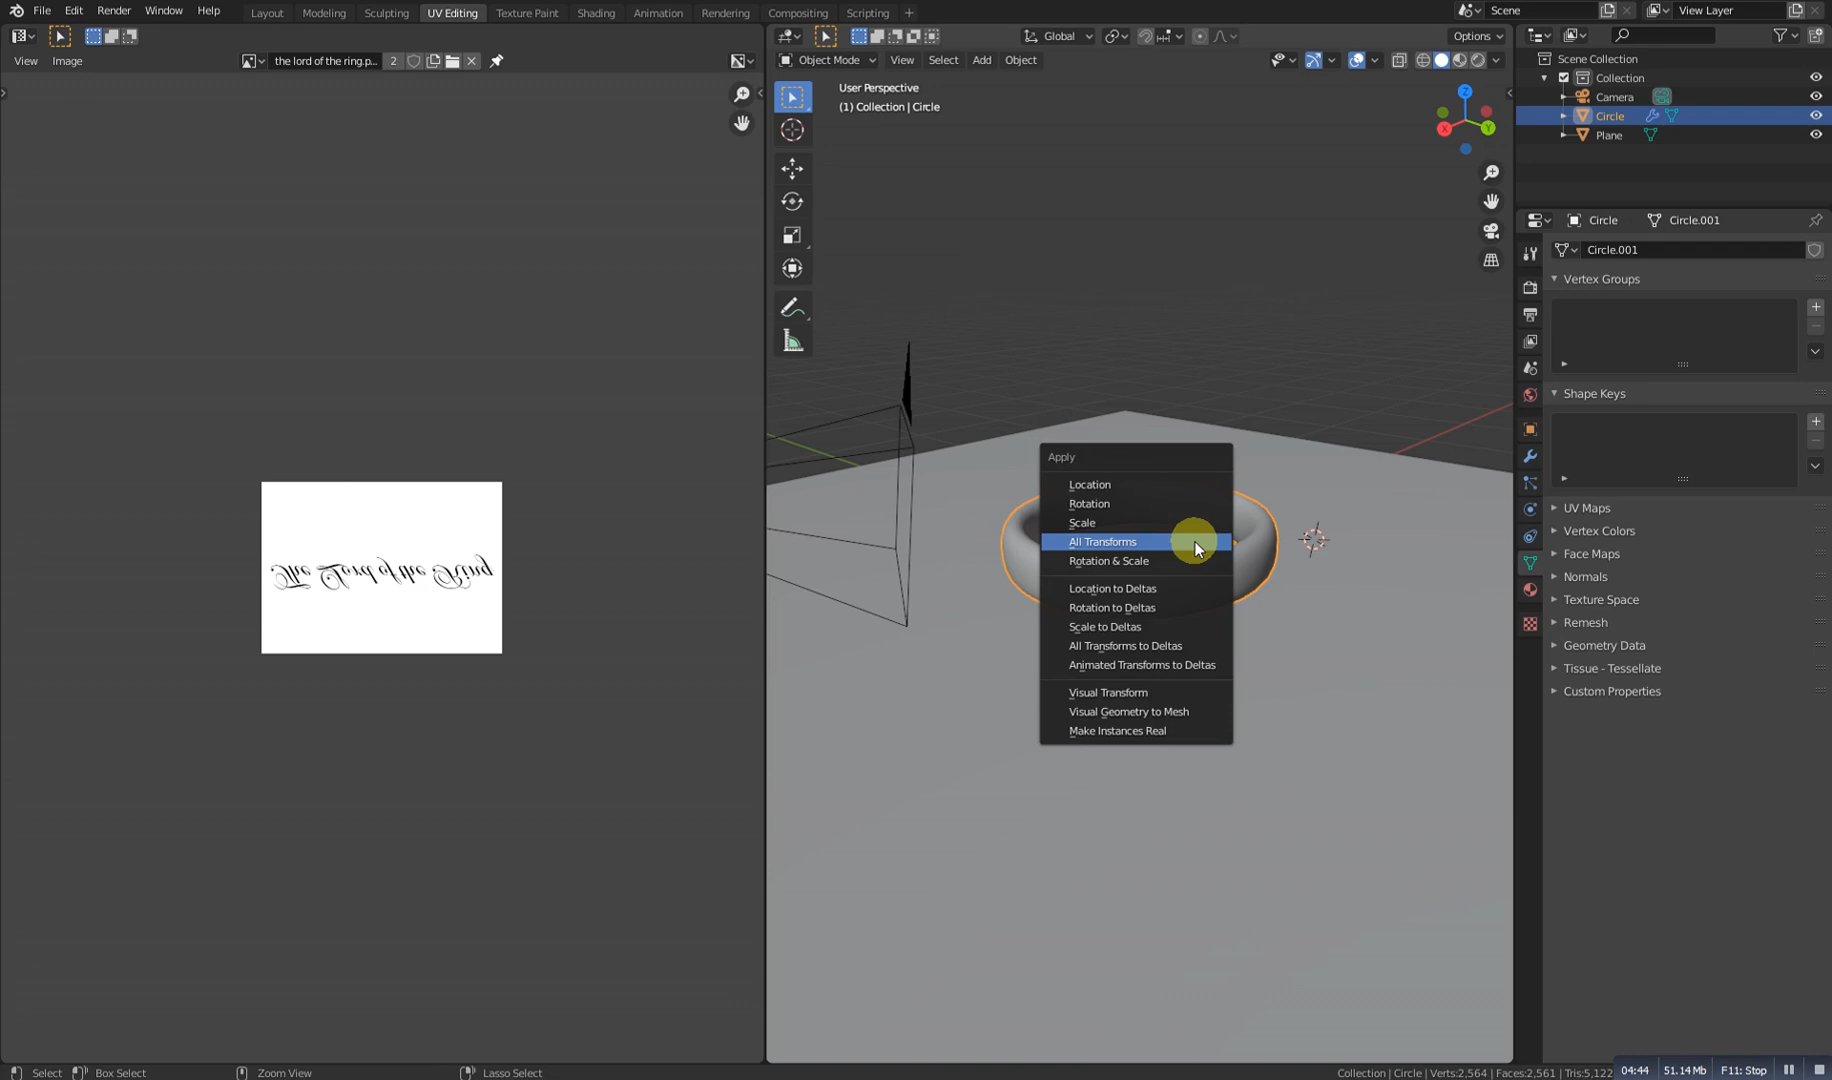 File Edit Render Window Help Layout Modeling Sculpting UV Editing Texture Paint Shading Animation Rendering Compositing Scripting + Scene View Layer
Global Options
View Image the lord of the ring.p... 2 Object Mode View Select Add Object
User Perspective
(1) Collection | Circle
Z
X Y
Scene Collection
Collection
Camera
Circle
Plane
Circle Circle.001
Circle.001
Vertex Groups
Shape Keys
UV Maps
Vertex Colors
Face Maps
Normals
Texture Space
Remesh
Geometry Data
Tissue - Tessellate
Custom Properties
Apply
Location
Rotation
Scale
All Transforms
Rotation & Scale
Location to Deltas
Rotation to Deltas
Scale to Deltas
All Transforms to Deltas
Animated Transforms to Deltas
Visual Transform
Visual Geometry to Mesh
Make Instances Real
The Lord of the Ring
Select Box Select Zoom View Lasso Select Collection | Circle | Verts:2,564 | Faces:2,561 | Tris:5,122 04:44 51.14 Mb F11: Stop